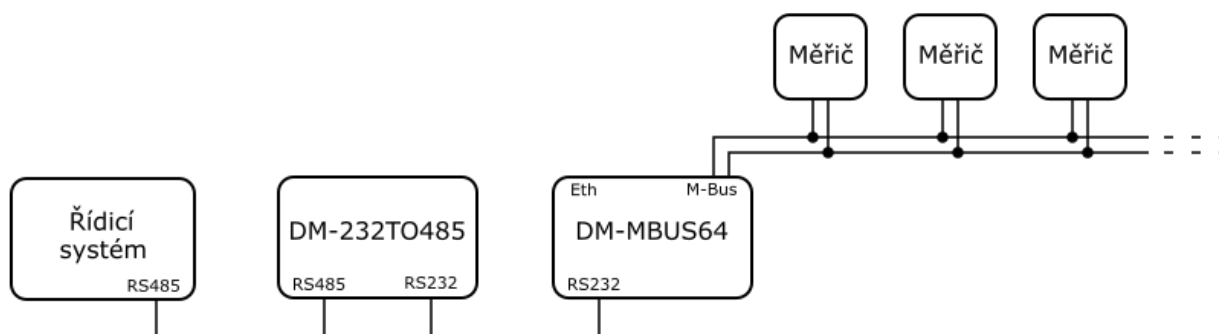 Měřič
Měřič
Měřič
Řídicí
systém
RS485
DM-232TO485
RS485
RS232
Eth
M-Bus
DM-MBUS64
RS232